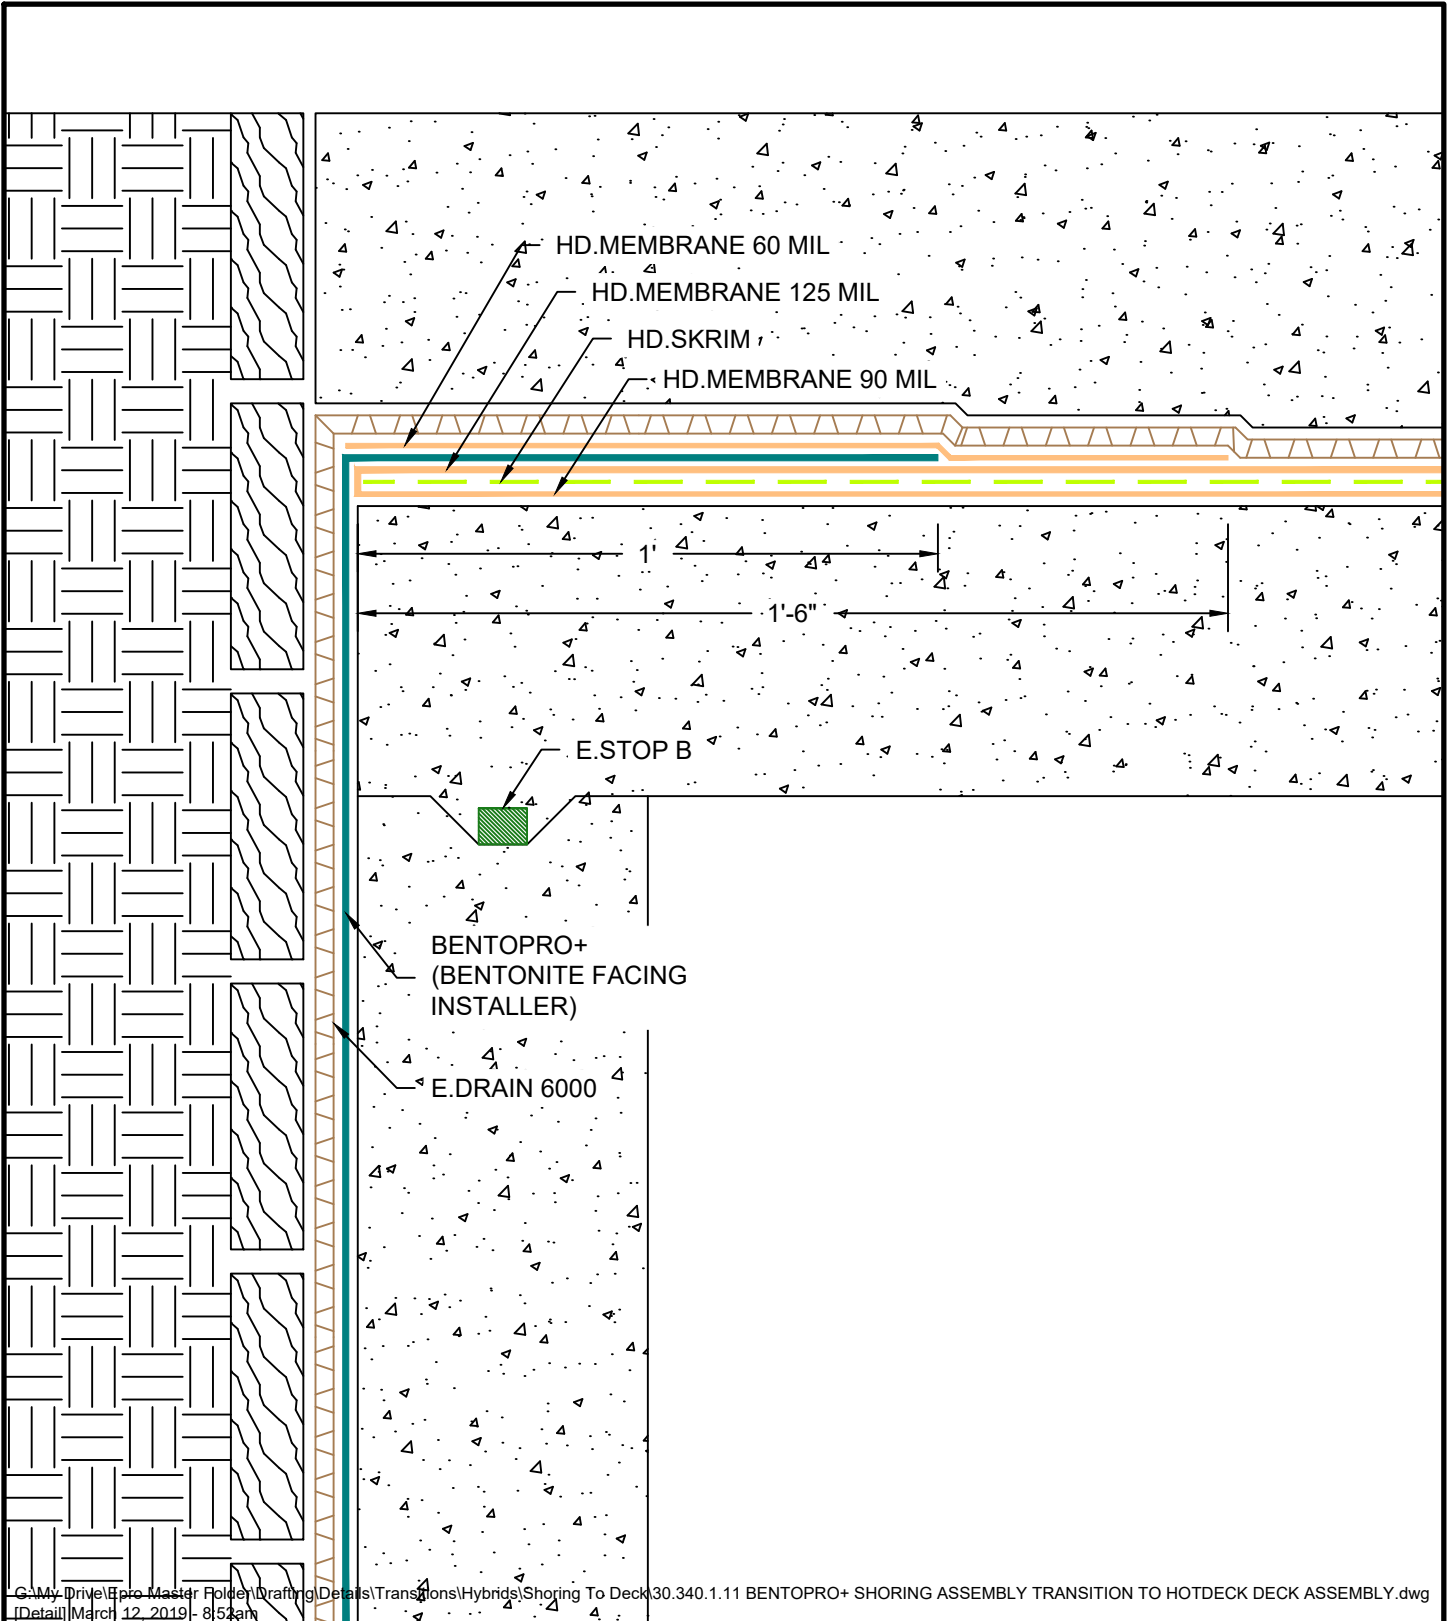 HD.MEMBRANE 60 MIL
HD.MEMBRANE 125 MIL
HD.SKRIM
HD.MEMBRANE 90 MIL
1'
1'-6"
E.STOP B
BENTOPRO+
(BENTONITE FACING
INSTALLER)
E.DRAIN 6000
G:\My Drive\Epro Master Folder\Drafting\Details\Transitions\Hybrids\Shoring To Deck\30.340.1.11 BENTOPRO+ SHORING ASSEMBLY TRANSITION TO HOTDECK DECK ASSEMBLY.dwg
[Detail] March 12, 2019 - 8:52am